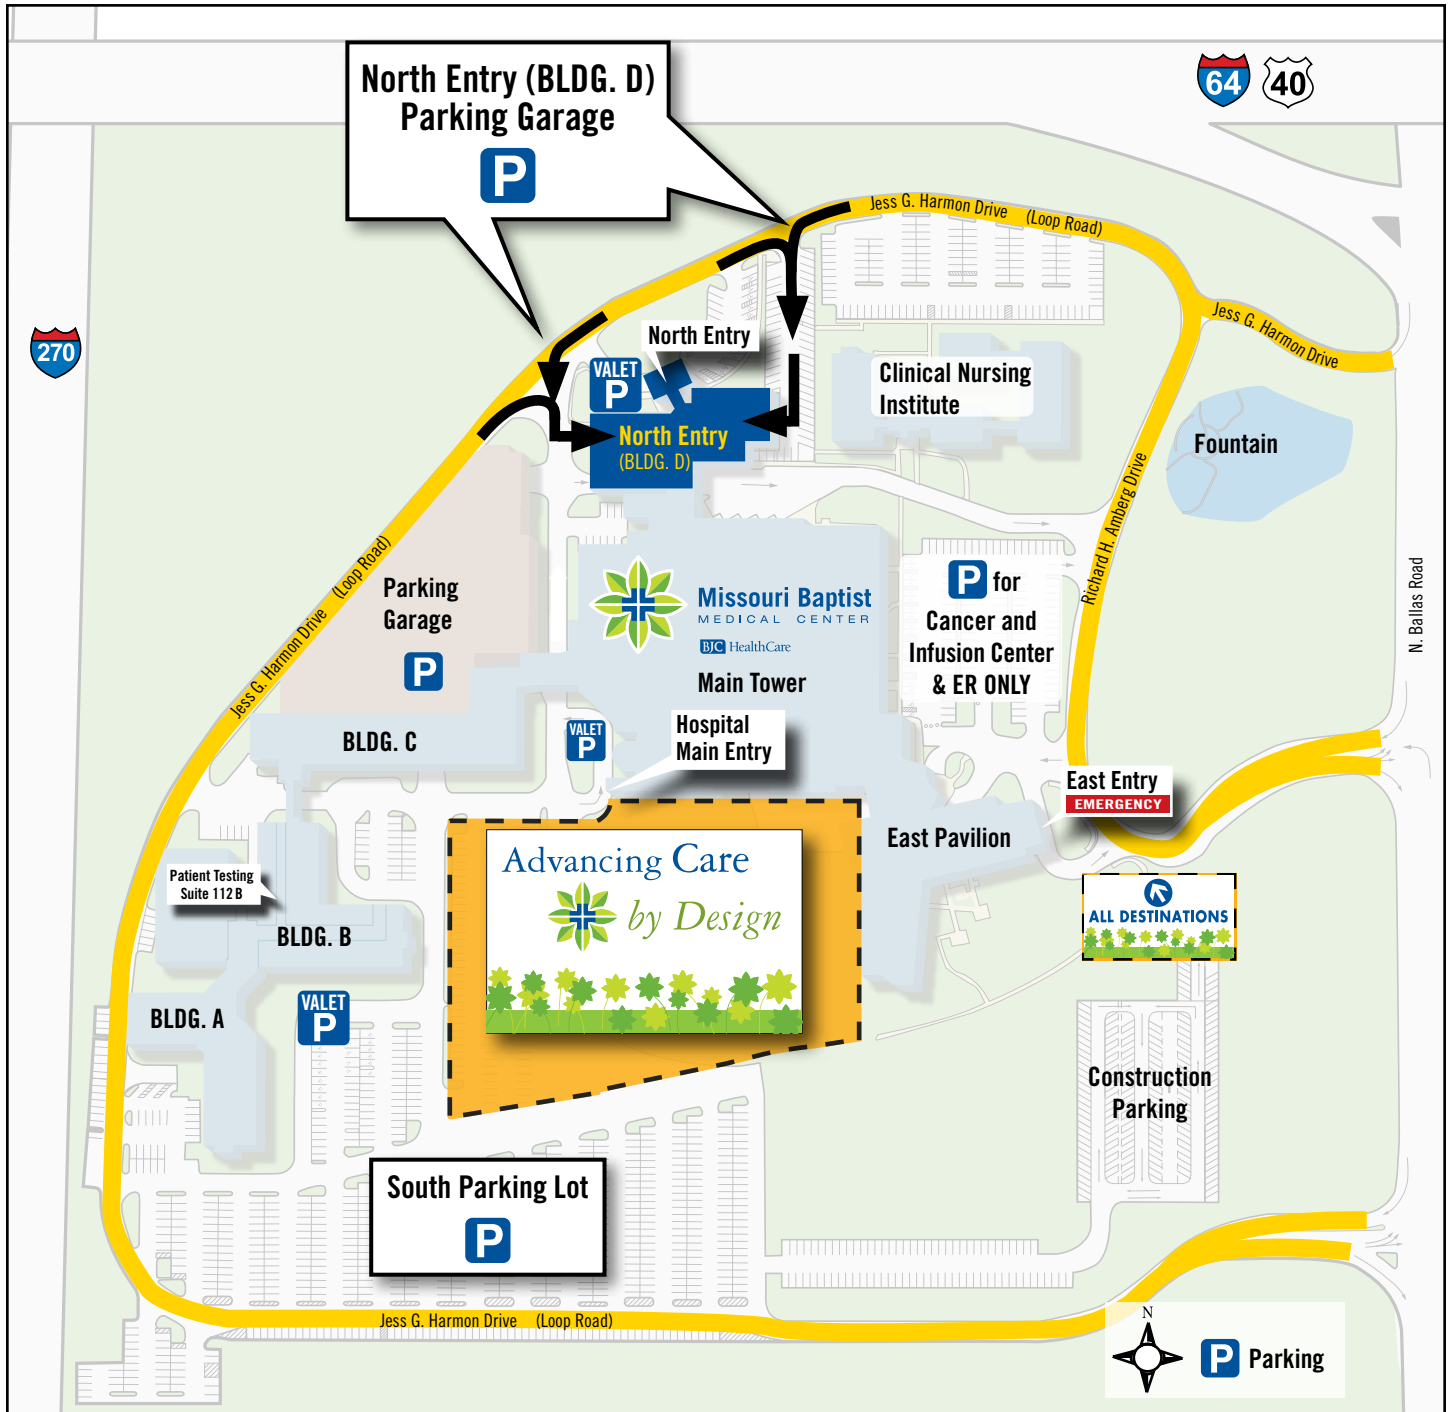 North Entry (BLDG. D)
Parking Garage
P
64
40
Jess G. Harmon Drive (Loop Road)
Jess G. Harmon Drive
270
North Entry
VALET
P
North Entry
(BLDG. D)
Clinical Nursing
Institute
Fountain
Richard H. Amberg Drive
N. Ballas Road
Jess G. Harmon Drive (Loop Road)
Parking
Garage
P
Missouri Baptist
MEDICAL CENTER
BJC HealthCare
Main Tower
P for
Cancer and
Infusion Center
& ER ONLY
BLDG. C
VALET
P
Hospital
Main Entry
East Entry
EMERGENCY
East Pavilion
Advancing Care
by Design
Patient Testing
Suite 112 B
BLDG. B
ALL DESTINATIONS
BLDG. A
VALET
P
Construction
Parking
South Parking Lot
P
Jess G. Harmon Drive (Loop Road)
N
P Parking